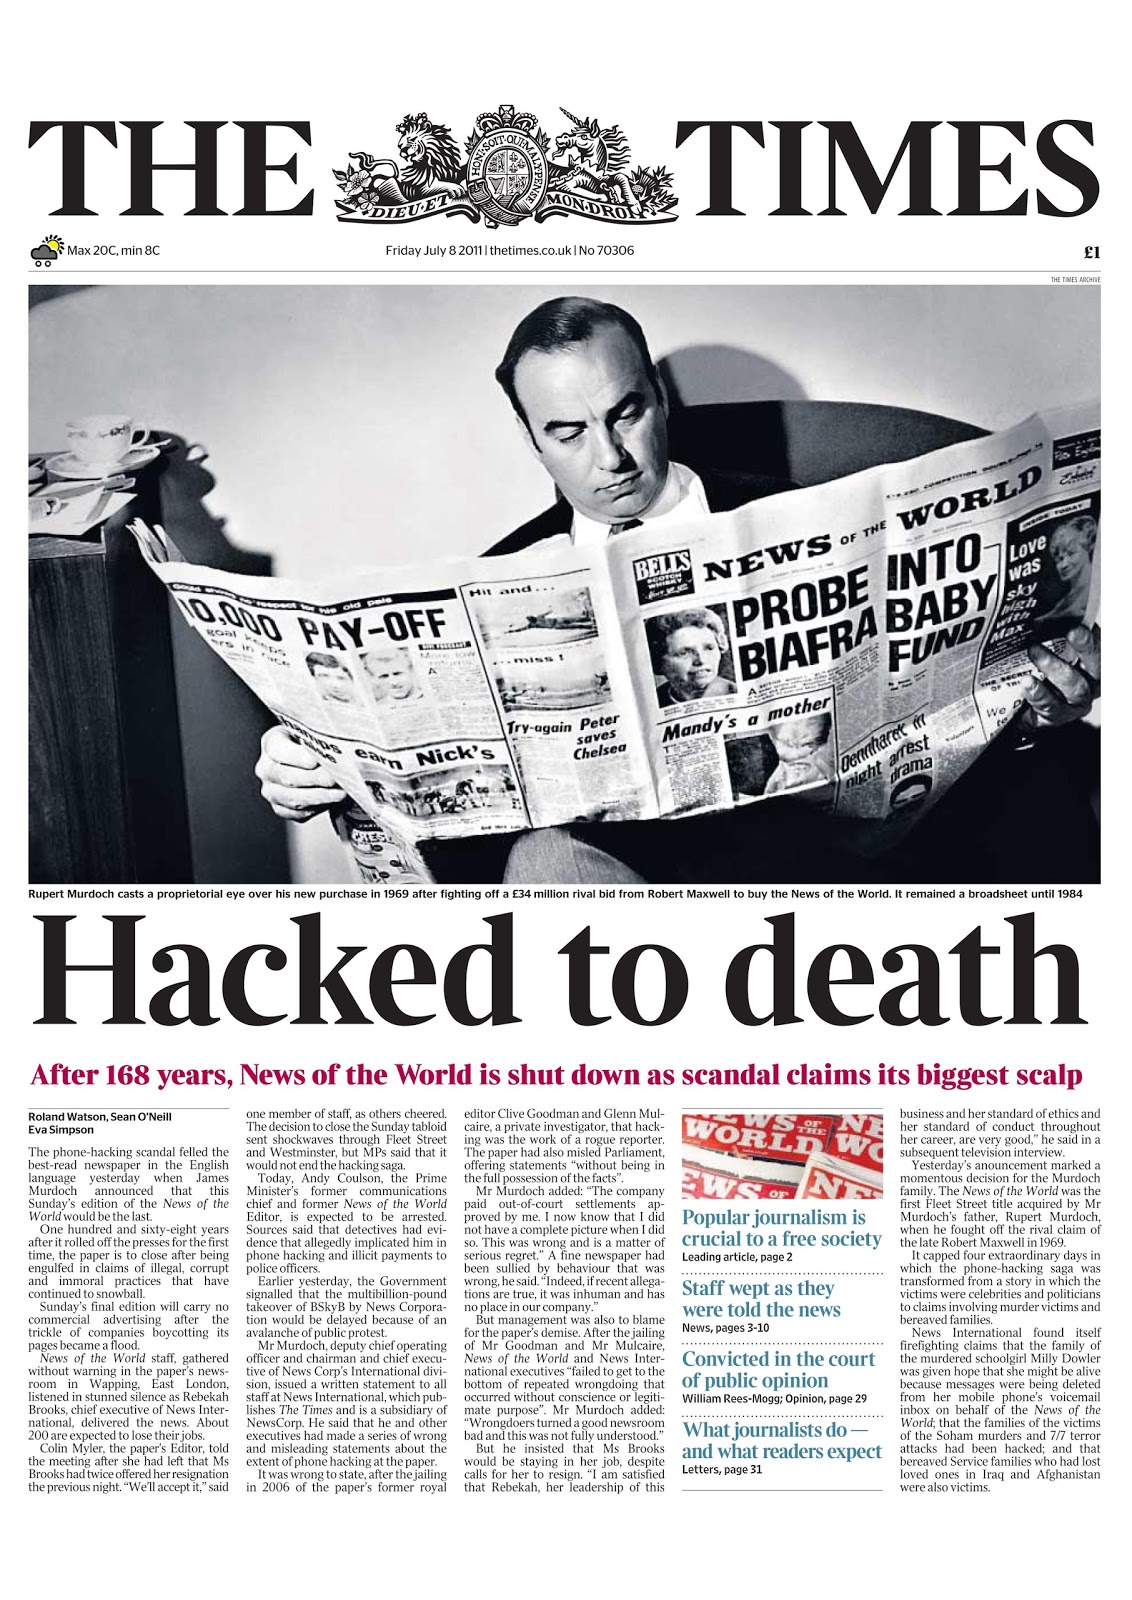 THE TIMES
HONI·SOIT·QUI·MAL·Y·PENSE
DIEU·ET MON·DROIT
Max 20C, min 8C
Friday July 8 2011 | thetimes.co.uk | No 70306
£1
THE TIMES ARCHIVE
0,000 PAY-OFF
goal keeps
ers in race
Hit and...
...miss !
Try-again Peter
saves
Chelsea
earn Nick's
BELL'S
SCOTCH
WHISKY
NEWS OF THE WORLD
PROBE INTO
BIAFRA BABY
FUND
Mandy's a mother
night arrest
drama
INSIDE TODAY
Love
was
sky
high
with
Max
Rupert Murdoch casts a proprietorial eye over his new purchase in 1969 after fighting off a £34 million rival bid from Robert Maxwell to buy the News of the World. It remained a broadsheet until 1984
Hacked to death
After 168 years, News of the World is shut down as scandal claims its biggest scalp
Roland Watson, Sean O'Neill
Eva Simpson
The phone-hacking scandal felled the
best-read newspaper in the English
language yesterday when James
Murdoch announced that this
Sunday's edition of the News of the
World would be the last.
One hundred and sixty-eight years
after it rolled off the presses for the first
time, the paper is to close after being
engulfed in claims of illegal, corrupt
and immoral practices that have
continued to snowball.
Sunday's final edition will carry no
commercial advertising after the
trickle of companies boycotting its
pages became a flood.
News of the World staff, gathered
without warning in the paper's news-
room in Wapping, East London,
listened in stunned silence as Rebekah
Brooks, chief executive of News Inter-
national, delivered the news. About
200 are expected to lose their jobs.
Colin Myler, the paper's Editor, told
the meeting after she had left that Ms
Brooks had twice offered her resignation
the previous night. “We'll accept it,” said
one member of staff, as others cheered.
The decision to close the Sunday tabloid
sent shockwaves through Fleet Street
and Westminster, but MPs said that it
would not end the hacking saga.
Today, Andy Coulson, the Prime
Minister's former communications
chief and former News of the World
Editor, is expected to be arrested.
Sources said that detectives had evi-
dence that allegedly implicated him in
phone hacking and illicit payments to
police officers.
Earlier yesterday, the Government
signalled that the multibillion-pound
takeover of BSkyB by News Corpora-
tion would be delayed because of an
avalanche of public protest.
Mr Murdoch, deputy chief operating
officer and chairman and chief execu-
tive of News Corp's International divi-
sion, issued a written statement to all
staff at News International, which pub-
lishes The Times and is a subsidiary of
NewsCorp. He said that he and other
executives had made a series of wrong
and misleading statements about the
extent of phone hacking at the paper.
It was wrong to state, after the jailing
in 2006 of the paper's former royal
editor Clive Goodman and Glenn Mul-
caire, a private investigator, that hack-
ing was the work of a rogue reporter.
The paper had also misled Parliament,
offering statements “without being in
the full possession of the facts”.
Mr Murdoch added: “The company
paid out-of-court settlements ap-
proved by me. I now know that I did
not have a complete picture when I did
so. This was wrong and is a matter of
serious regret.” A fine newspaper had
been sullied by behaviour that was
wrong, he said. “Indeed, if recent allega-
tions are true, it was inhuman and has
no place in our company.”
But management was also to blame
for the paper's demise. After the jailing
of Mr Goodman and Mr Mulcaire,
News of the World and News Inter-
national executives “failed to get to the
bottom of repeated wrongdoing that
occurred without conscience or legiti-
mate purpose”. Mr Murdoch added:
“Wrongdoers turned a good newsroom
bad and this was not fully understood.”
But he insisted that Ms Brooks
would be staying in her job, despite
calls for her to resign. “I am satisfied
that Rebekah, her leadership of this
NEWS OF THE WORLD
Popular journalism is
crucial to a free society
Leading article, page 2
Staff wept as they
were told the news
News, pages 3-10
Convicted in the court
of public opinion
William Rees-Mogg; Opinion, page 29
What journalists do —
and what readers expect
Letters, page 31
business and her standard of ethics and
her standard of conduct throughout
her career, are very good,” he said in a
subsequent television interview.
Yesterday's anouncement marked a
momentous decision for the Murdoch
family. The News of the World was the
first Fleet Street title acquired by Mr
Murdoch's father, Rupert Murdoch,
when he fought off the rival claim of
the late Robert Maxwell in 1969.
It capped four extraordinary days in
which the phone-hacking saga was
transformed from a story in which the
victims were celebrities and politicians
to claims involving murder victims and
bereaved families.
News International found itself
firefighting claims that the family of
the murdered schoolgirl Milly Dowler
was given hope that she might be alive
because messages were being deleted
from her mobile phone's voicemail
inbox on behalf of the News of the
World; that the families of the victims
of the Soham murders and 7/7 terror
attacks had been hacked; and that
bereaved Service families who had lost
loved ones in Iraq and Afghanistan
were also victims.